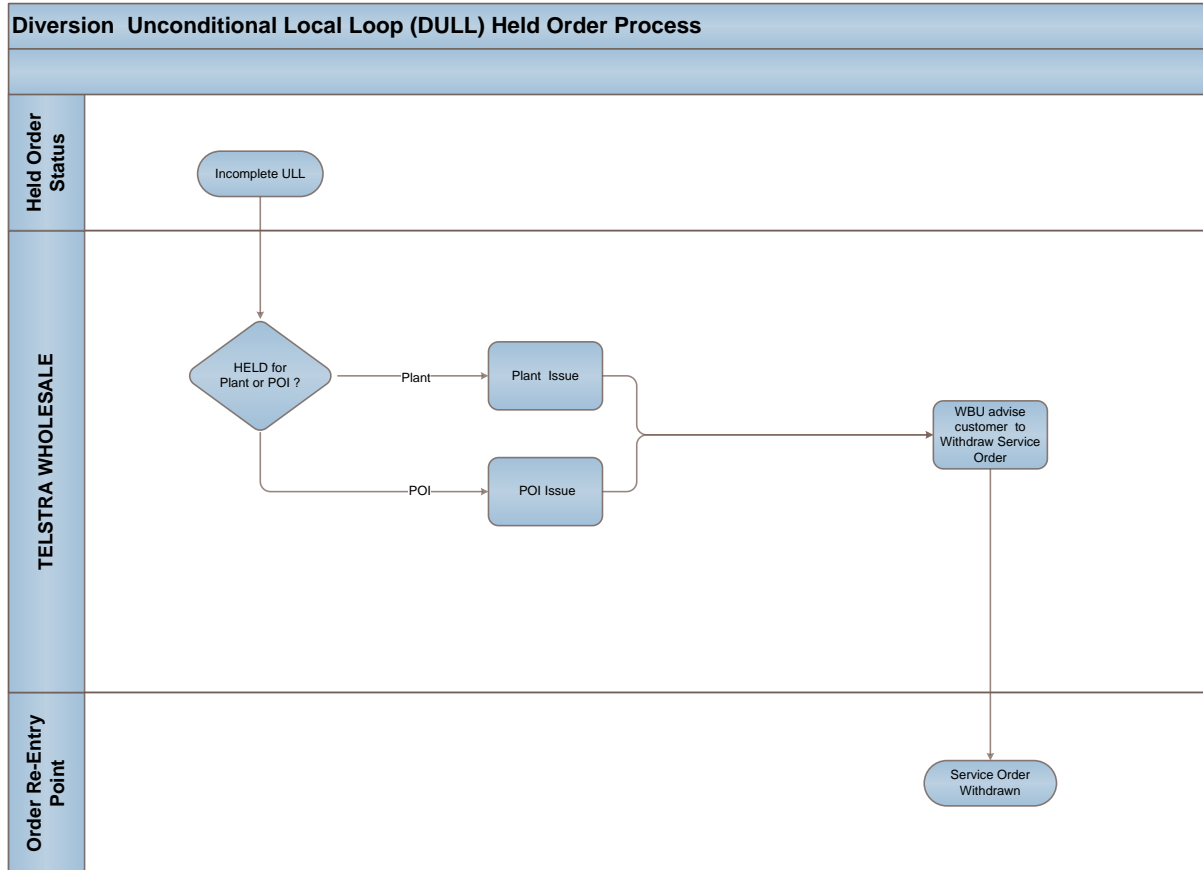 Diversion  Unconditional Local Loop (DULL) Held Order Process
Held Order
Status
Incomplete ULL
TELSTRA WHOLESALE
HELD for
Plant or POI ?
Plant
Plant  Issue
POI
POI Issue
WBU advise
customer  to
Withdraw Service
Order
Order Re-Entry
Point
Service Order
Withdrawn